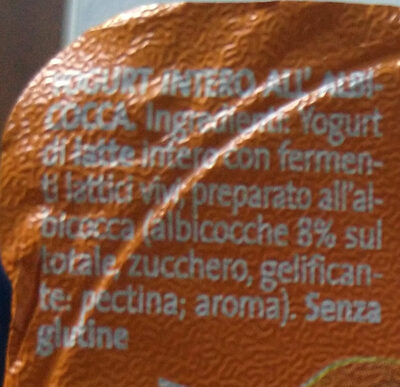 YOGURT INTERO ALL' ALBI-
COCCA. Ingredienti: Yogurt
di latte intero con fermen-
ti lattici vivi, preparato all'al-
bicocca (albicocche 8% sul
totale, zucchero, gelifican-
te: pectina; aroma). Senza
glutine